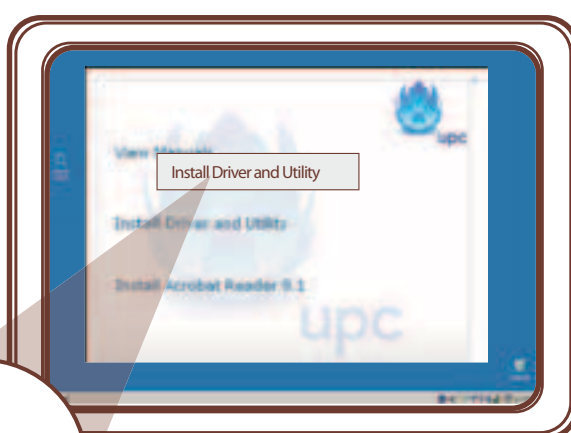 upc
View Manuals
Install Driver and Utility
Install Driver and Utility
Install Acrobat Reader 9.1
upc